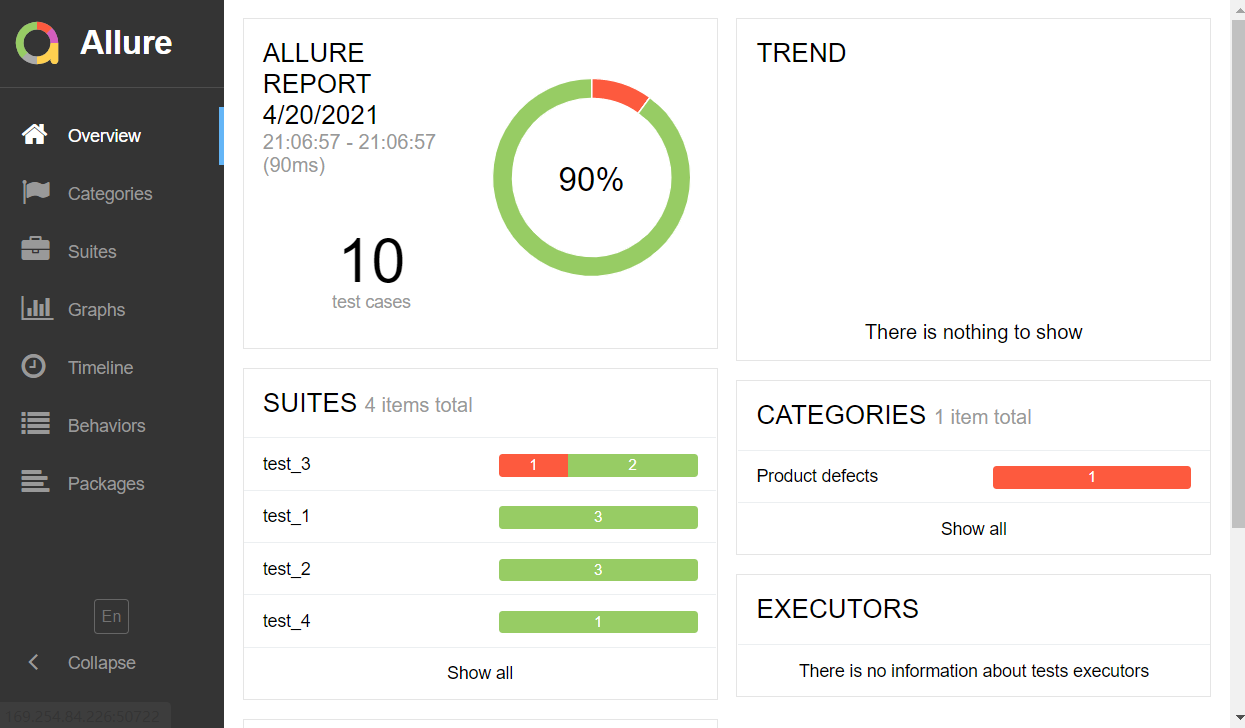 Allure
Overview
Categories
Suites
Graphs
Timeline
Behaviors
Packages
En
Collapse
169.254.84.226:50722
ALLURE
REPORT
4/20/2021
21:06:57 - 21:06:57
(90ms)
90%
10
test cases
SUITES 4 items total
test_3 1 2
test_1 3
test_2 3
test_4 1
Show all
TREND
There is nothing to show
CATEGORIES 1 item total
Product defects 1
Show all
EXECUTORS
There is no information about tests executors